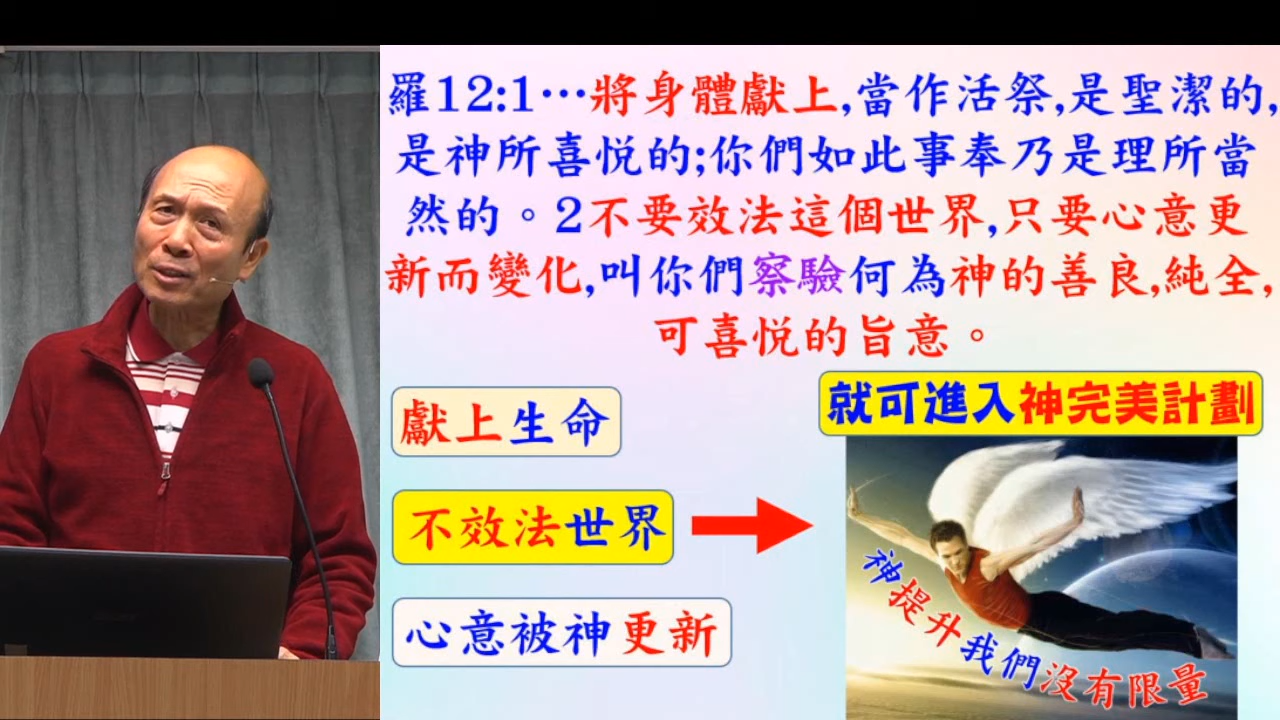 羅12:1…將身體獻上,當作活祭,是聖潔的,
是神所喜悅的;你們如此事奉乃是理所當
然的。2不要效法這個世界,只要心意更
新而變化,叫你們察驗何為神的善良,純全,
可喜悅的旨意。
獻上生命
不效法世界
心意被神更新
就可進入神完美計劃
神提升我們沒有限量